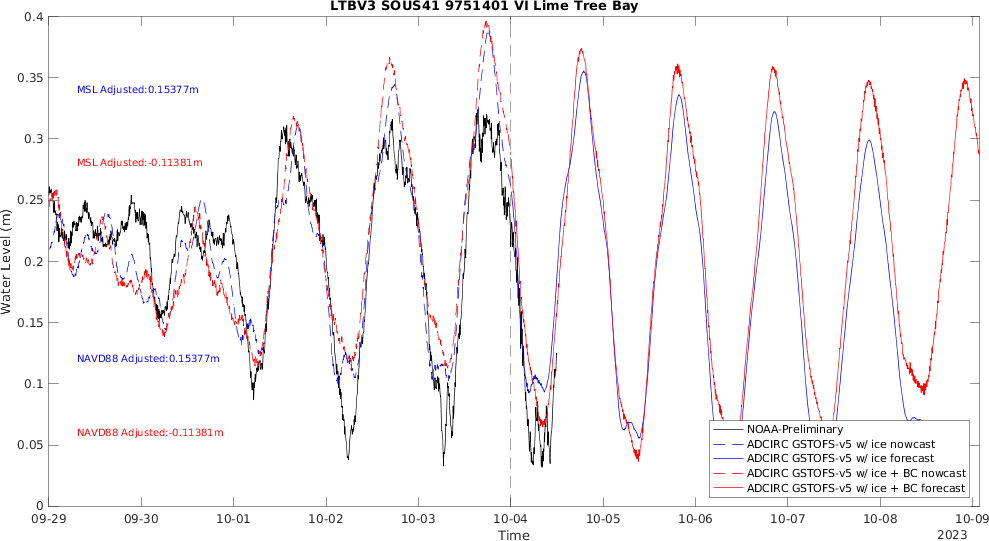 LTBV3 SOUS41 9751401 VI Lime Tree Bay
0.4
0.35
0.3
0.25
0.2
0.15
0.1
0.05
0
Water Level (m)
MSL Adjusted:0.15377m
MSL Adjusted:-0.11381m
NAVD88 Adjusted:0.15377m
NAVD88 Adjusted:-0.11381m
NOAA-Preliminary
ADCIRC GSTOFS-v5 w/ ice nowcast
ADCIRC GSTOFS-v5 w/ ice forecast
ADCIRC GSTOFS-v5 w/ ice + BC nowcast
ADCIRC GSTOFS-v5 w/ ice + BC forecast
09-29 09-30 10-01 10-02 10-03 10-04 10-05 10-06 10-07 10-08 10-09
Time
2023